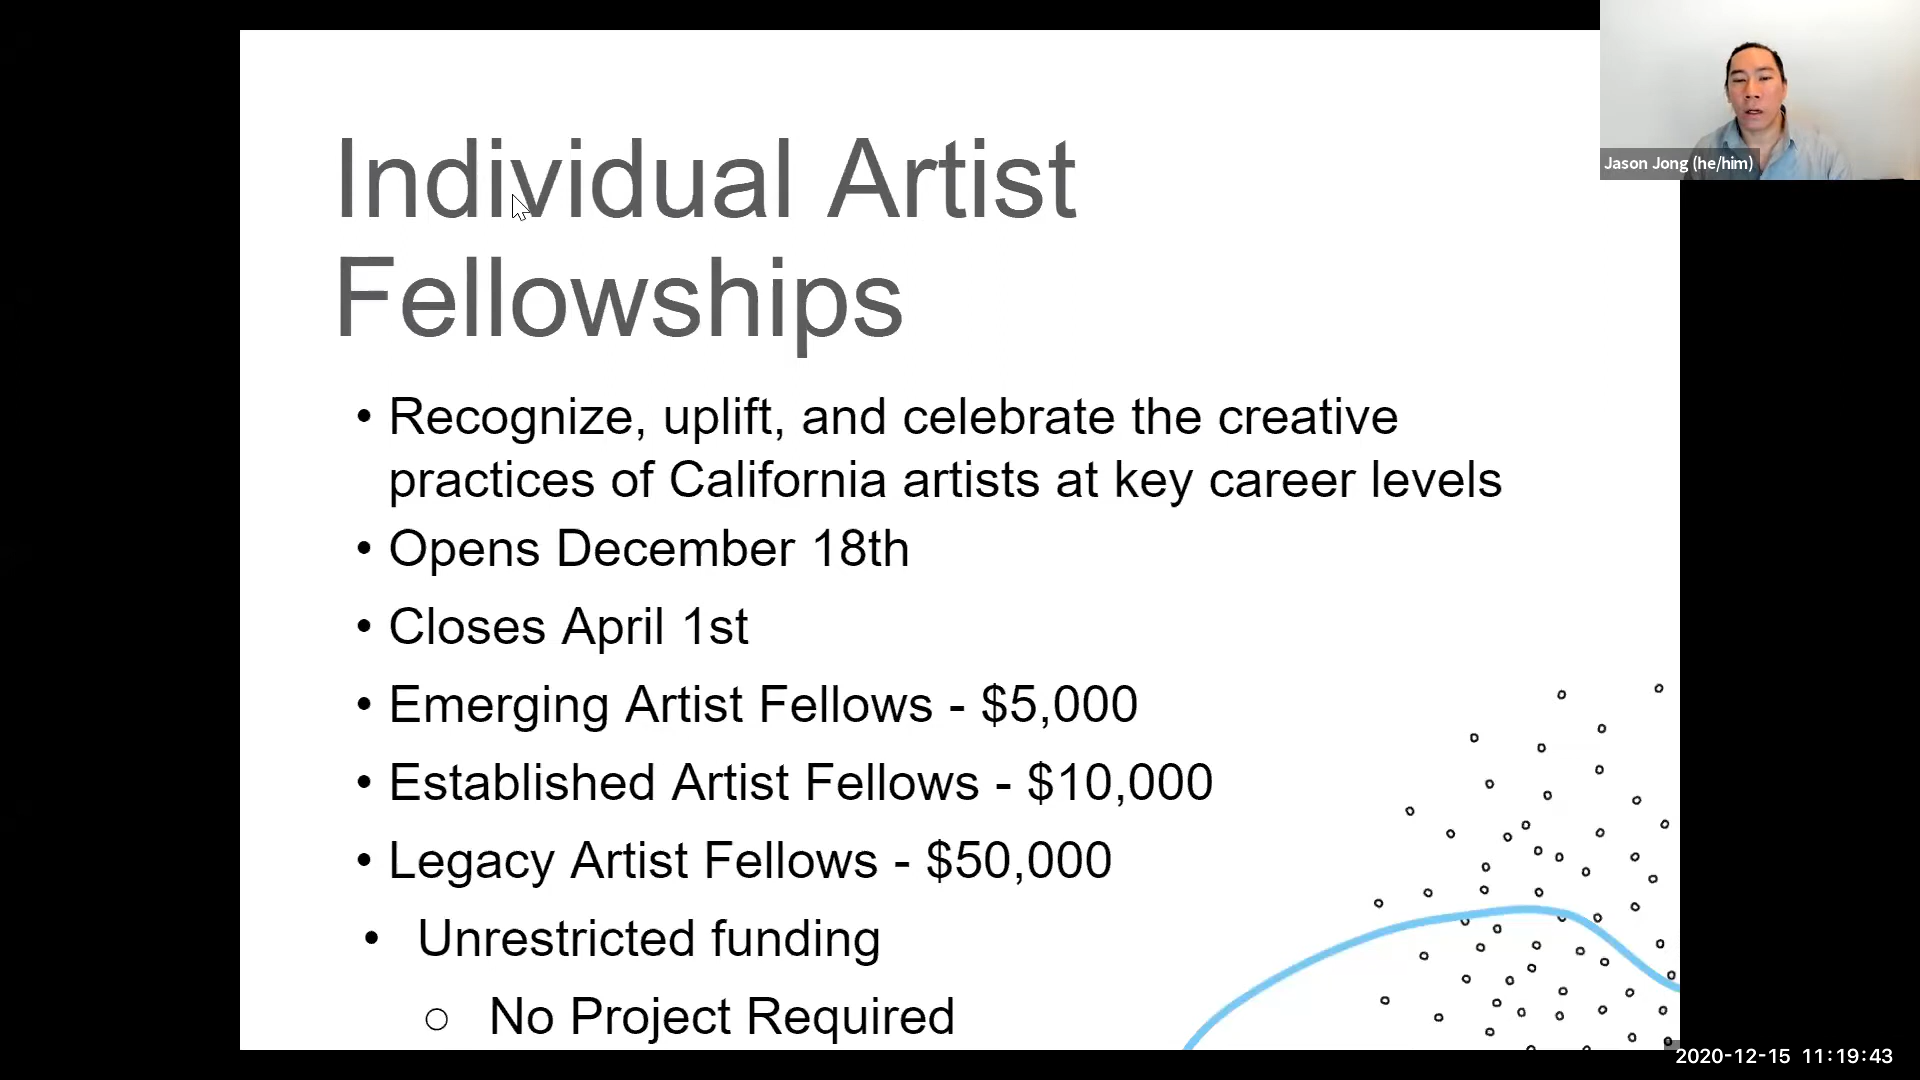 Individual Artist
Fellowships
• Recognize, uplift, and celebrate the creative
practices of California artists at key career levels
• Opens December 18th
• Closes April 1st
• Emerging Artist Fellows - $5,000
• Established Artist Fellows - $10,000
• Legacy Artist Fellows - $50,000
• Unrestricted funding
○ No Project Required
Jason Jong (he/him)
2020-12-15 11:19:43